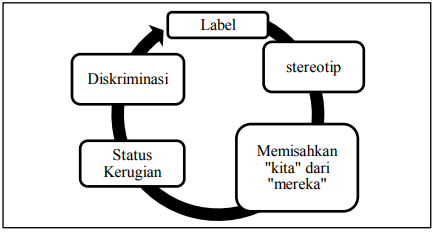 Label
stereotip
Memisahkan
"kita" dari
"mereka"
Status
Kerugian
Diskriminasi